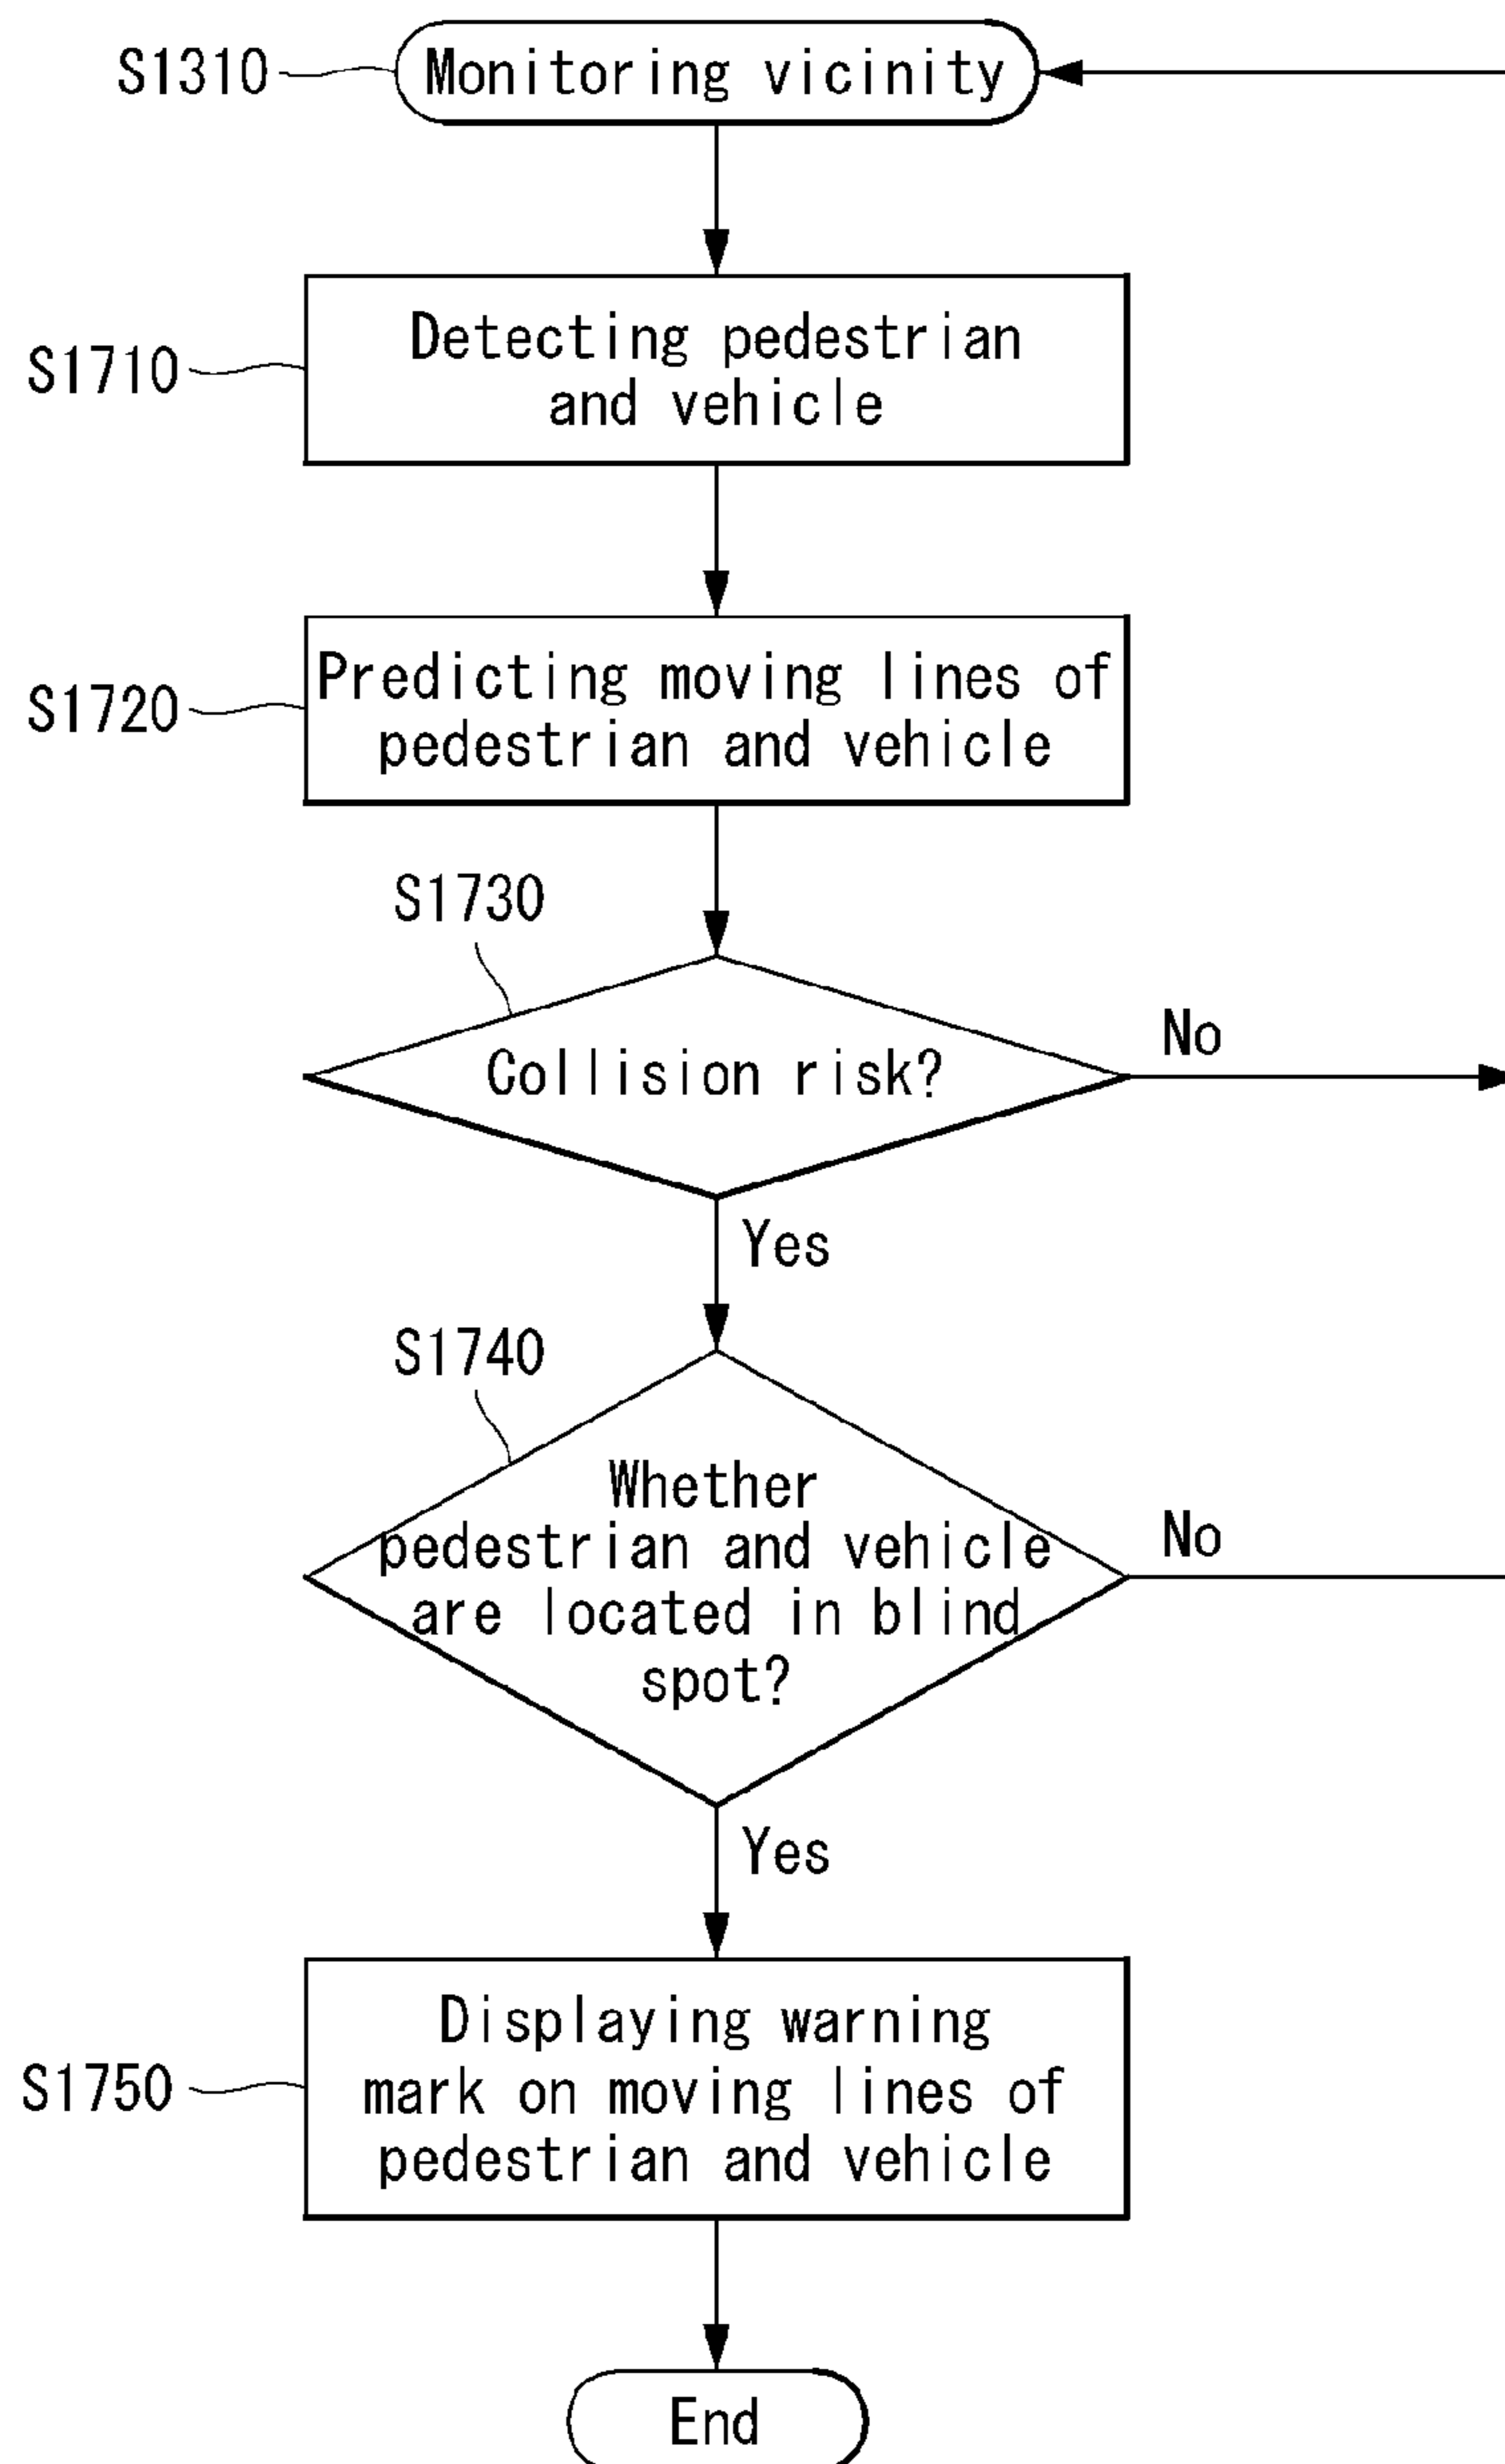 S1310
Monitoring vicinity
S1710
Detecting pedestrian
and vehicle
S1720
Predicting moving lines of
pedestrian and vehicle
S1730
Collision risk?
No
Yes
S1740
Whether
pedestrian and vehicle
are located in blind
spot?
No
Yes
S1750
Displaying warning
mark on moving lines of
pedestrian and vehicle
End